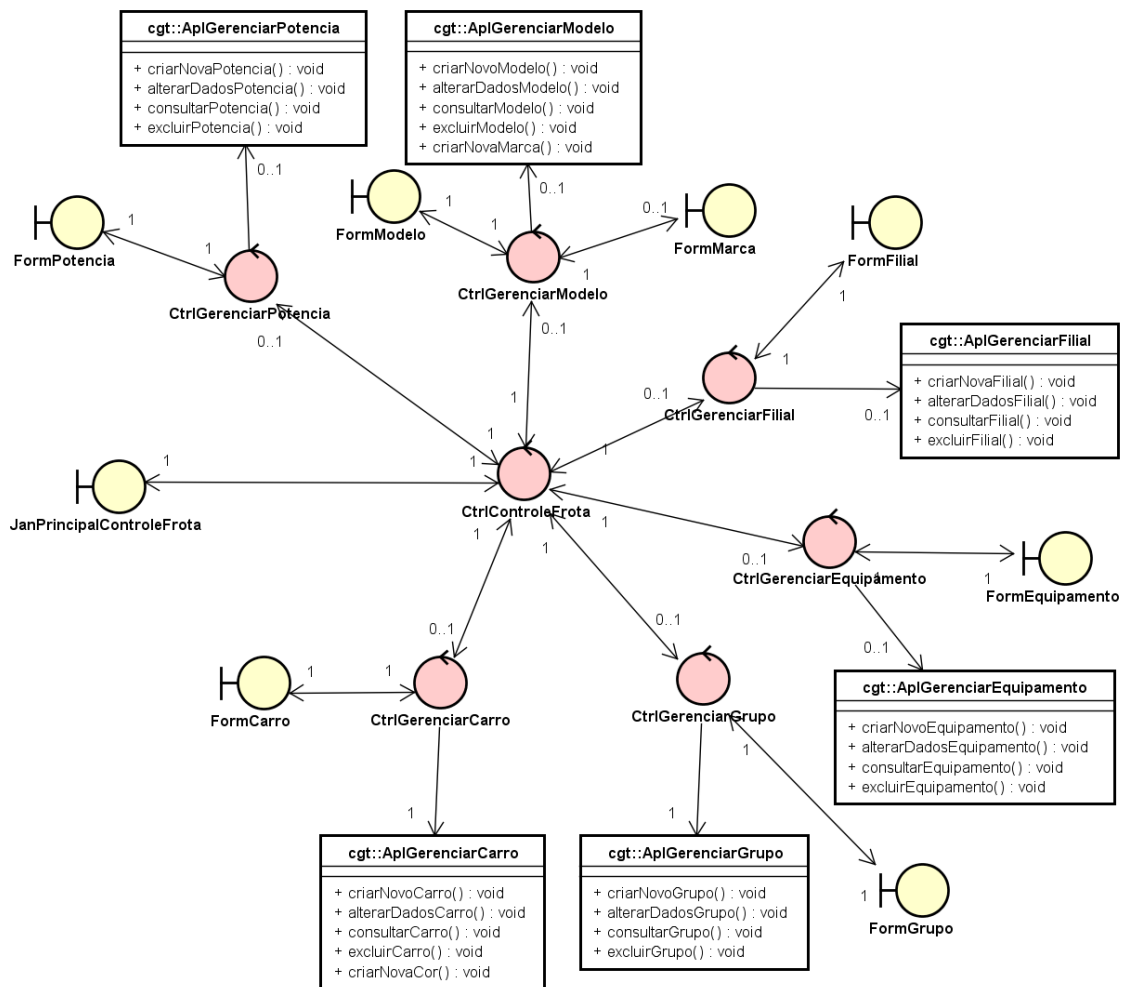 cgt::AplGerenciarPotencia
+ criarNovaPotencia() : void
+ alterarDadosPotencia() : void
+ consultarPotencia() : void
+ excluirPotencia() : void
cgt::AplGerenciarModelo
+ criarNovoModelo() : void
+ alterarDadosModelo() : void
+ consultarModelo() : void
+ excluirModelo() : void
+ criarNovaMarca() : void
0..1
0..1
FormPotencia
1
1
CtrlGerenciarPotencia
0..1
FormModelo
1
1
CtrlGerenciarModelo
0..1
1
FormMarca
0..1
1
FormFilial
1
1
CtrlGerenciarFilial
0..1
0..1
cgt::AplGerenciarFilial
+ criarNovaFilial() : void
+ alterarDadosFilial() : void
+ consultarFilial() : void
+ excluirFilial() : void
1
1
1
JanPrincipalControleFrota
1
CtrlControleFrota
1
1
1
0..1
CtrlGerenciarEquipamento
1
1
FormEquipamento
0..1
0..1
0..1
FormCarro
1
1
CtrlGerenciarCarro
CtrlGerenciarGrupo
1
cgt::AplGerenciarEquipamento
+ criarNovoEquipamento() : void
+ alterarDadosEquipamento() : void
+ consultarEquipamento() : void
+ excluirEquipamento() : void
1
1
cgt::AplGerenciarCarro
+ criarNovoCarro() : void
+ alterarDadosCarro() : void
+ consultarCarro() : void
+ excluirCarro() : void
+ criarNovaCor() : void
cgt::AplGerenciarGrupo
+ criarNovoGrupo() : void
+ alterarDadosGrupo() : void
+ consultarGrupo() : void
+ excluirGrupo() : void
1
FormGrupo